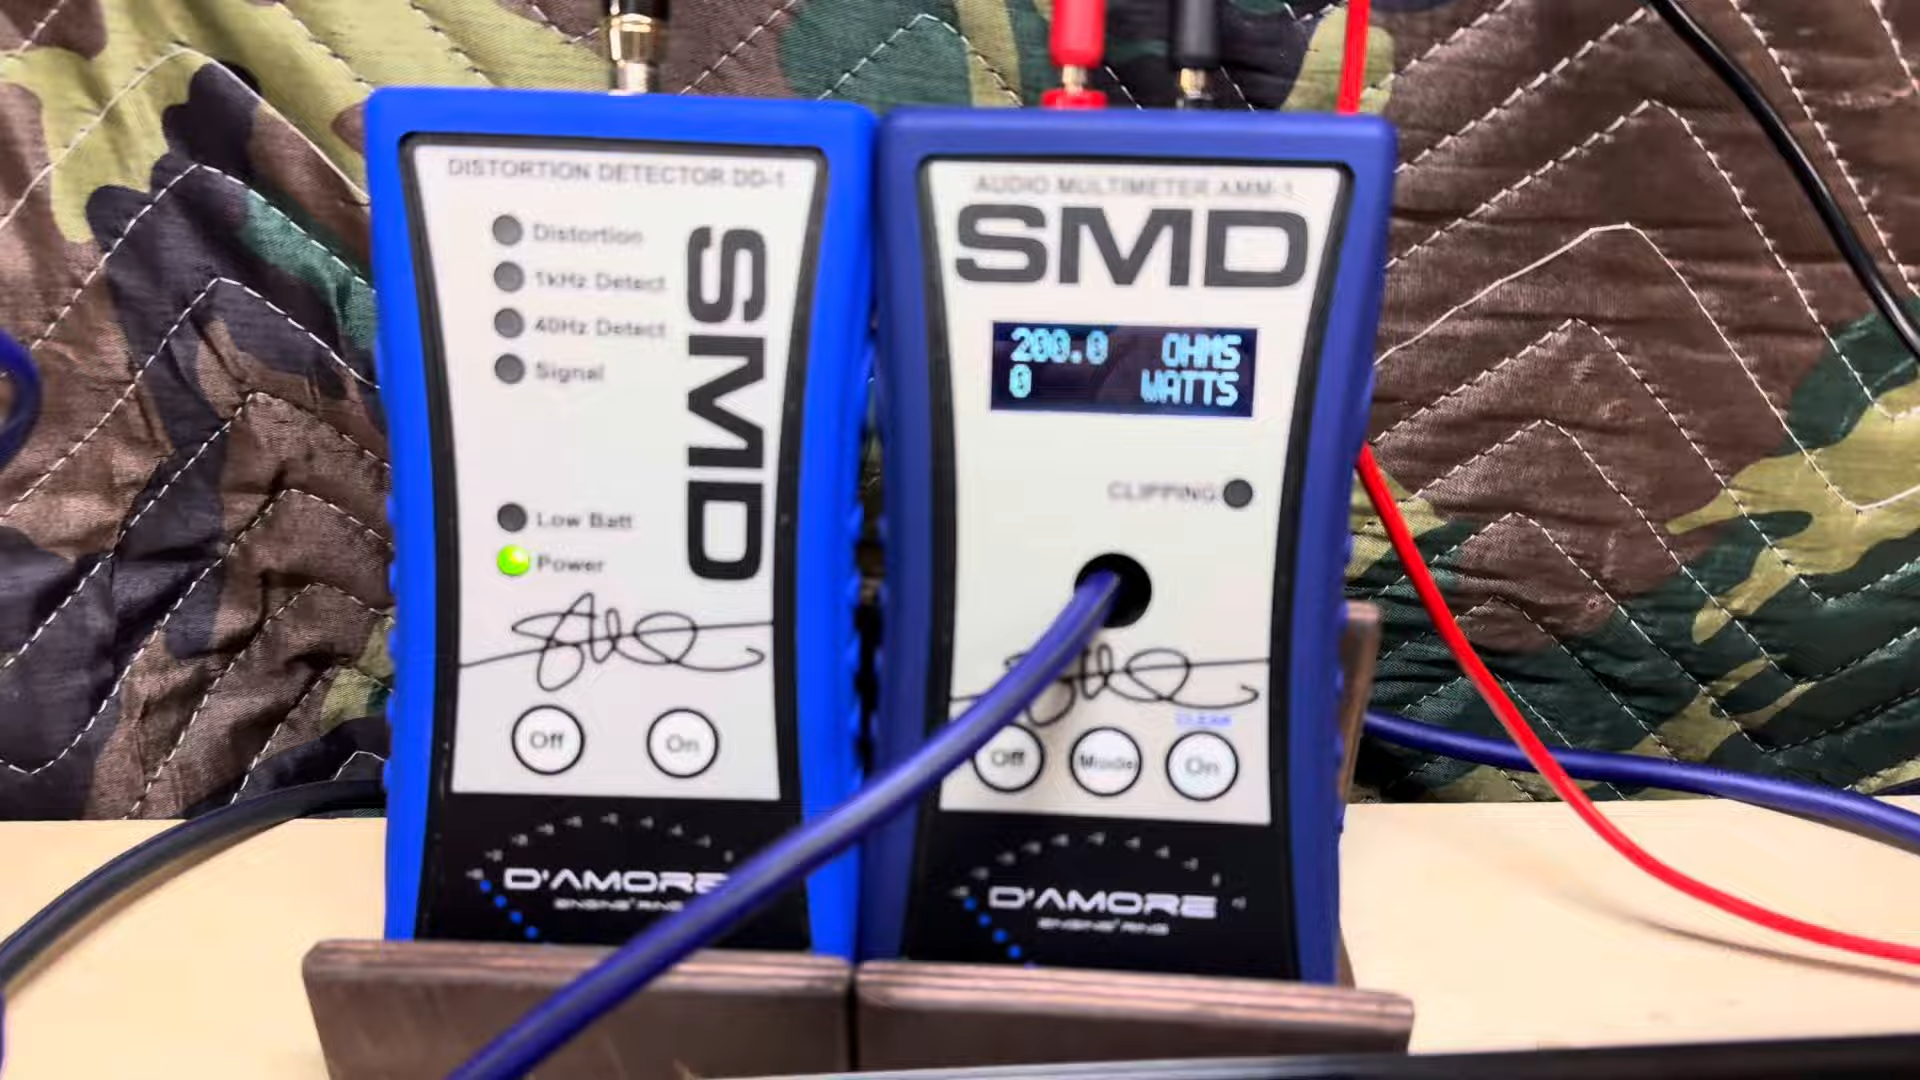 DISTORTION DETECTOR DD-1
Distortion
1kHz Detect
40Hz Detect
Signal
SMD
Low Batt
Power
Off
On
D'AMORE
AUDIO MULTIMETER AMM-1
SMD
200.0 OHMS
0 WATTS
CLIPPING
CLEAR
Off
Mode
On
D'AMORE
ENGINEERING